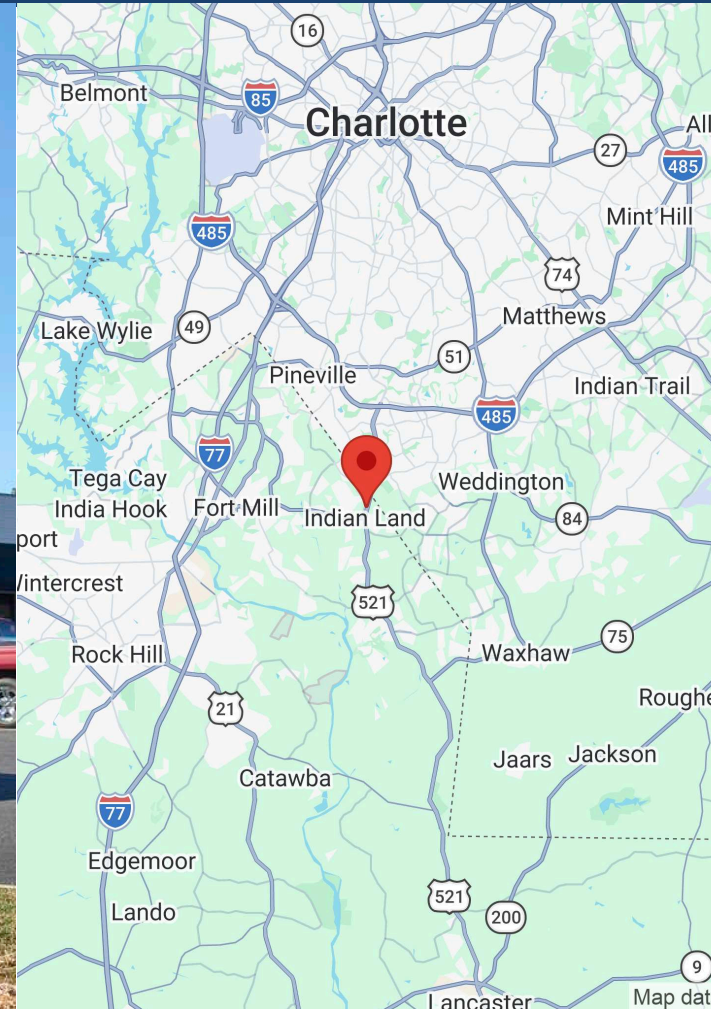 16
Belmont
85
Charlotte
27
All
485
Mint Hill
485
74
Lake Wylie
49
Matthews
51
Pineville
Indian Trail
485
77
Tega Cay
Weddington
India Hook
Fort Mill
Indian Land
84
port
Wintercrest
521
75
Rock Hill
Waxhaw
21
Roughe
Jaars
Jackson
Catawba
77
Edgemoor
521
Lando
200
9
Lancaster
Map dat